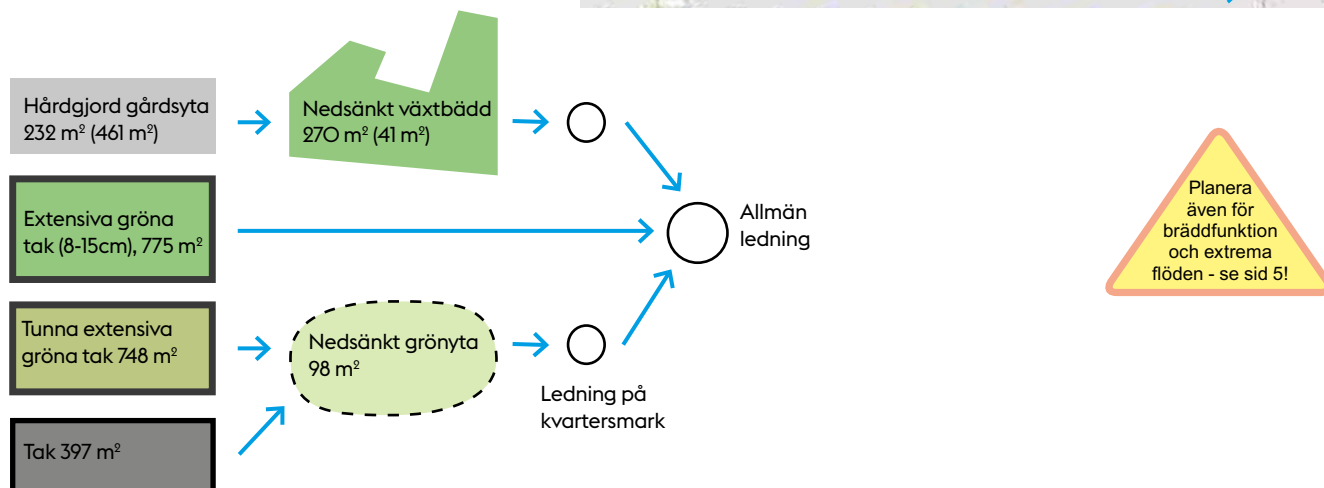 Hårdgjord gårdsyta
232 m² (461 m²)
Nedsänkt växtbädd
270 m² (41 m²)
Extensiva gröna
tak (8-15cm), 775 m²
Allmän
ledning
Planera
även för
bräddfunktion
och extrema
flöden - se sid 5!
Tunna extensiva
gröna tak 748 m²
Nedsänkt grönyta
98 m²
Ledning på
kvartersmark
Tak 397 m²